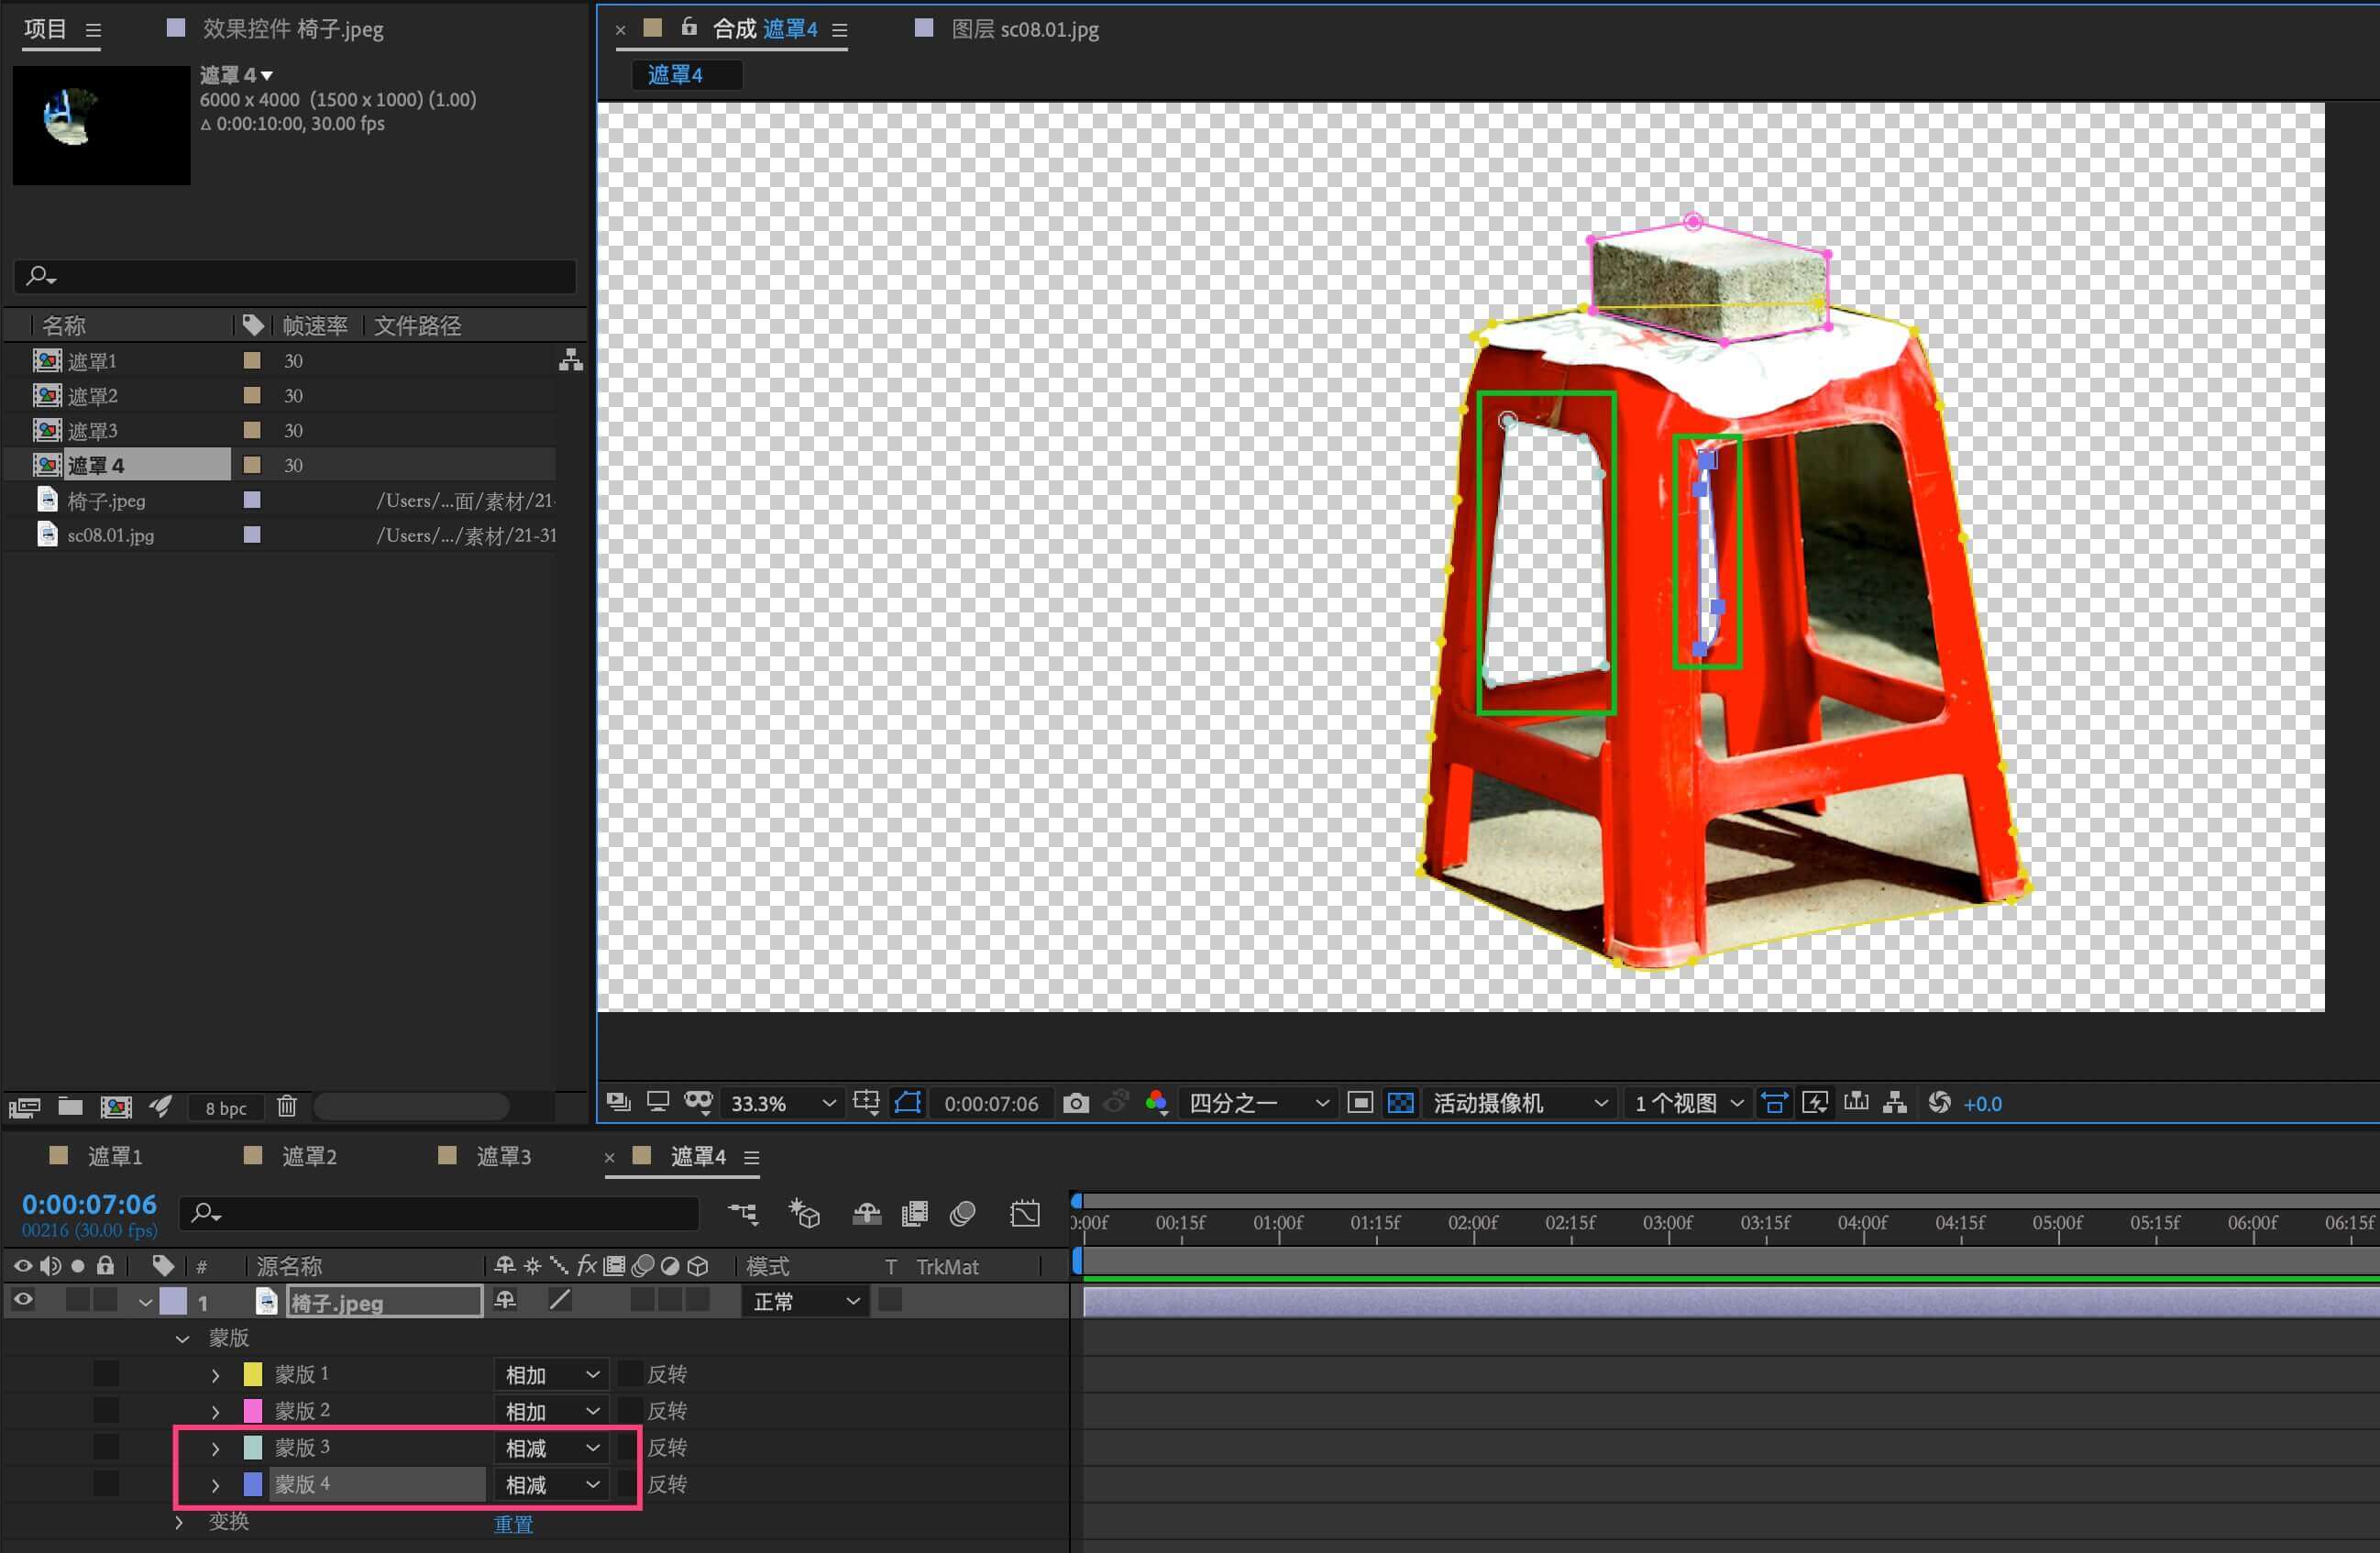 项目
效果控件 椅子.jpeg
遮罩 4
6000 x 4000 (1500 x 1000) (1.00)
Δ 0:00:10:00, 30.00 fps
名称 帧速率 文件路径
遮罩1 30
遮罩2 30
遮罩3 30
遮罩 4 30
椅子.jpeg /Users/...面/素材/21-
sc08.01.jpg /Users/.../素材/21-31
8 bpc
合成 遮罩4
图层 sc08.01.jpg
遮罩4
33.3% 0:00:07:06 四分之一 活动摄像机 1 个视图 +0.0
遮罩1 遮罩2 遮罩3 遮罩4
0:00:07:06
00216 (30.00 fps)
):00f 00:15f 01:00f 01:15f 02:00f 02:15f 03:00f 03:15f 04:00f 04:15f 05:00f 05:15f 06:00f 06:15f
# 源名称 fx 模式 T TrkMat
1 椅子.jpeg 正常
蒙版
蒙版 1 相加 反转
蒙版 2 相加 反转
蒙版 3 相减 反转
蒙版 4 相减 反转
变换 重置